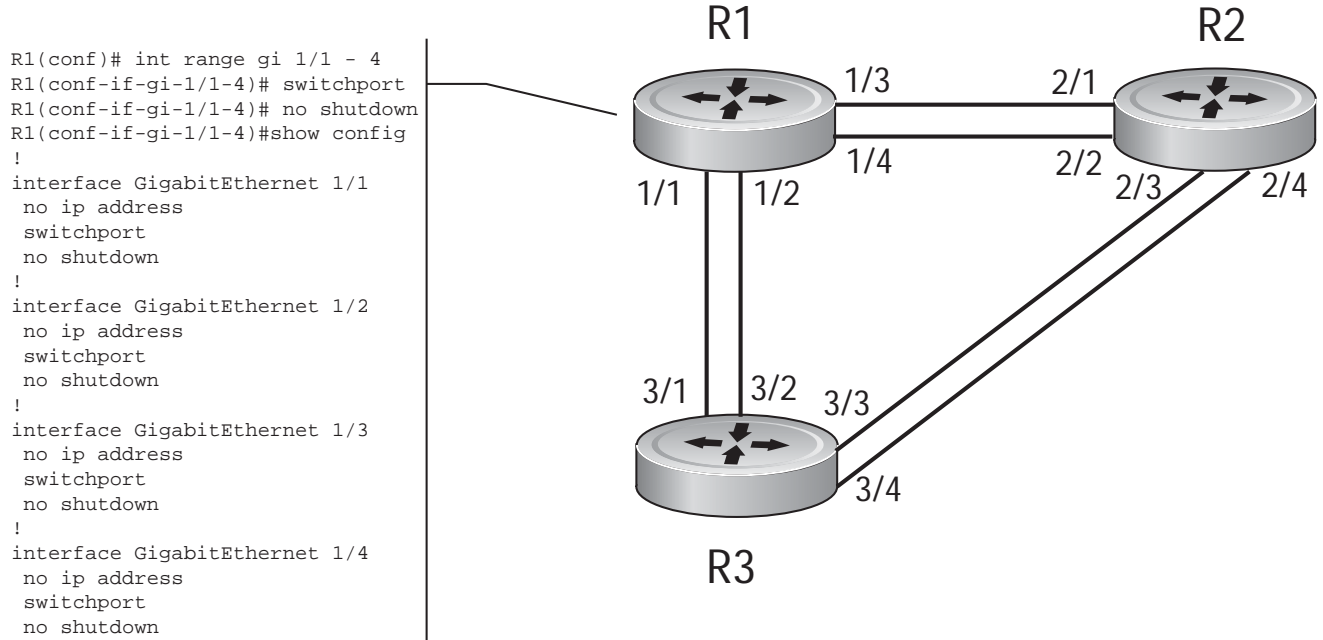 R1(conf)# int range gi 1/1 - 4
R1(conf-if-gi-1/1-4)# switchport
R1(conf-if-gi-1/1-4)# no shutdown
R1(conf-if-gi-1/1-4)#show config
!
interface GigabitEthernet 1/1
 no ip address
 switchport
 no shutdown
!
interface GigabitEthernet 1/2
 no ip address
 switchport
 no shutdown
!
interface GigabitEthernet 1/3
 no ip address
 switchport
 no shutdown
!
interface GigabitEthernet 1/4
 no ip address
 switchport
 no shutdown
R1
R2
1/3
2/1
1/4
2/2
1/1
1/2
2/3
2/4
3/1
3/2
3/3
3/4
R3